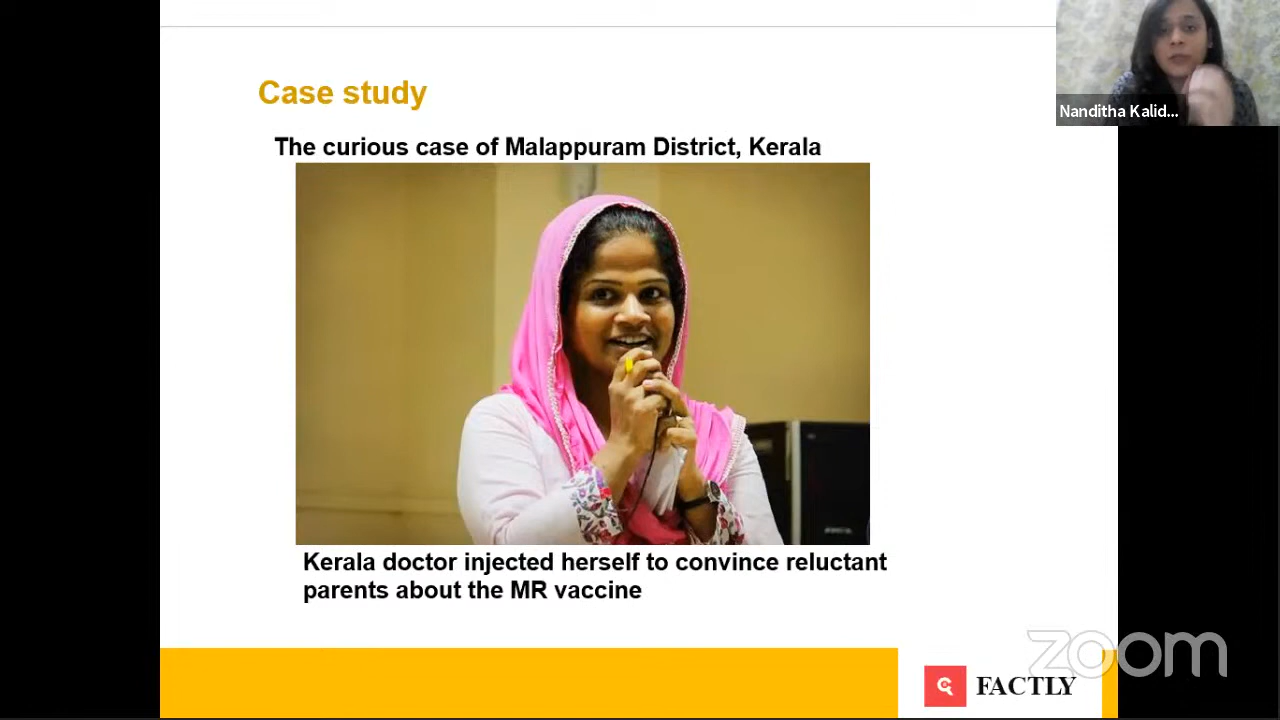 Case study
The curious case of Malappuram District, Kerala
Kerala doctor injected herself to convince reluctant
parents about the MR vaccine
Nanditha Kalid...
zoom
FACTLY